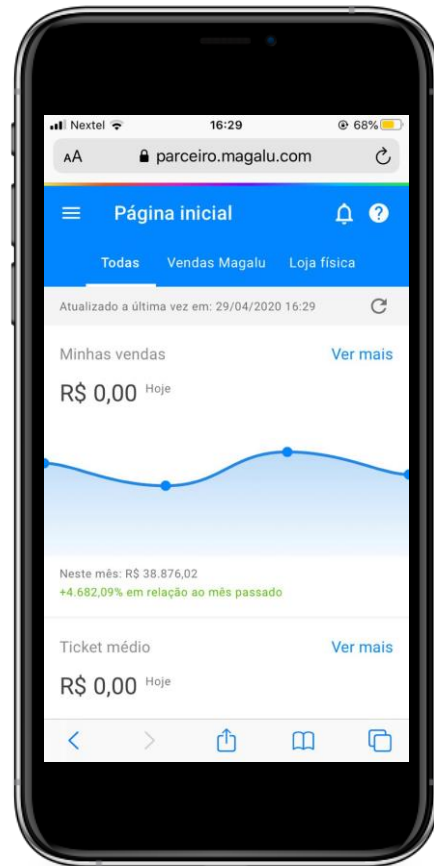 Nextel 16:29 68%
AA parceiro.magalu.com
Página inicial
Todas Vendas Magalu Loja física
Atualizado a última vez em: 29/04/2020 16:29
Minhas vendas Ver mais
R$ 0,00 Hoje
Neste mês: R$ 38.876,02
+4.682,09% em relação ao mês passado
Ticket médio Ver mais
R$ 0,00 Hoje